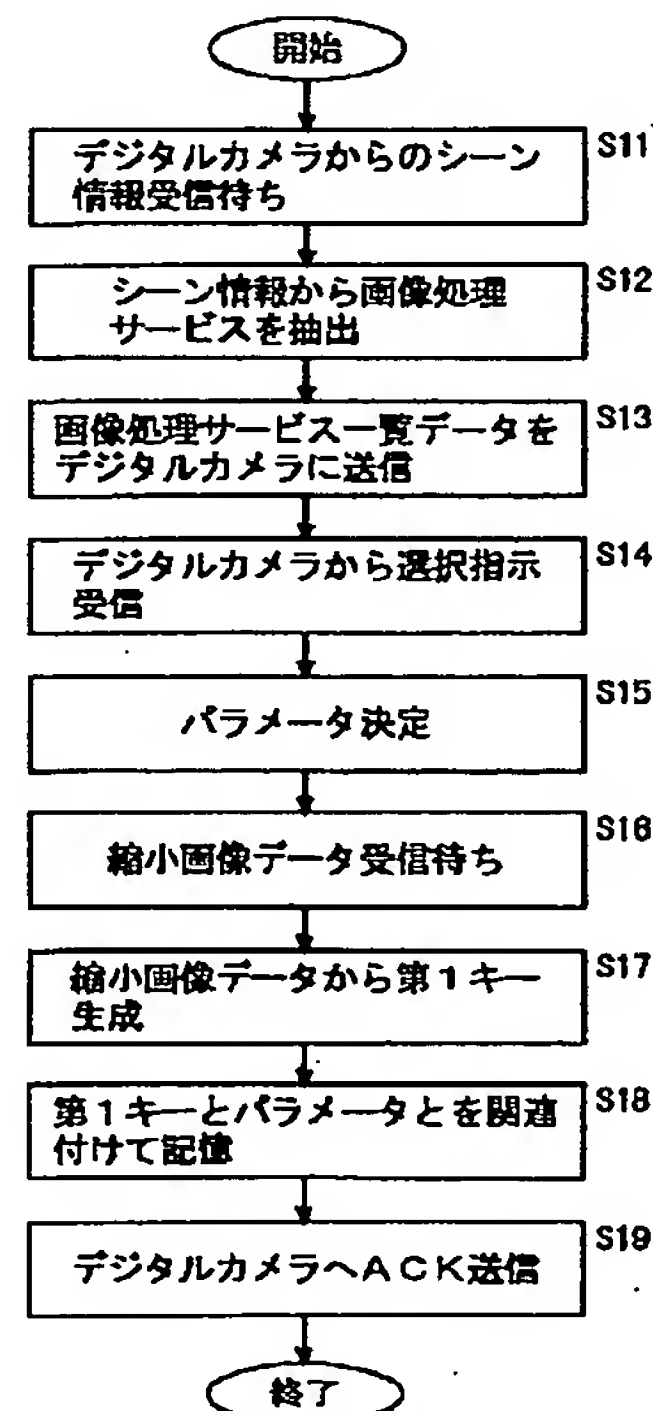 開始
デジタルカメラからのシーン
情報受信待ち
S11
シーン情報から画像処理
サービスを抽出
S12
画像処理サービス一覧データを
デジタルカメラに送信
S13
デジタルカメラから選択指示
受信
S14
パラメータ決定
S15
縮小画像データ受信待ち
S16
縮小画像データから第1キー
生成
S17
第1キーとパラメータとを関連
付けて記憶
S18
デジタルカメラへACK送信
S19
終了